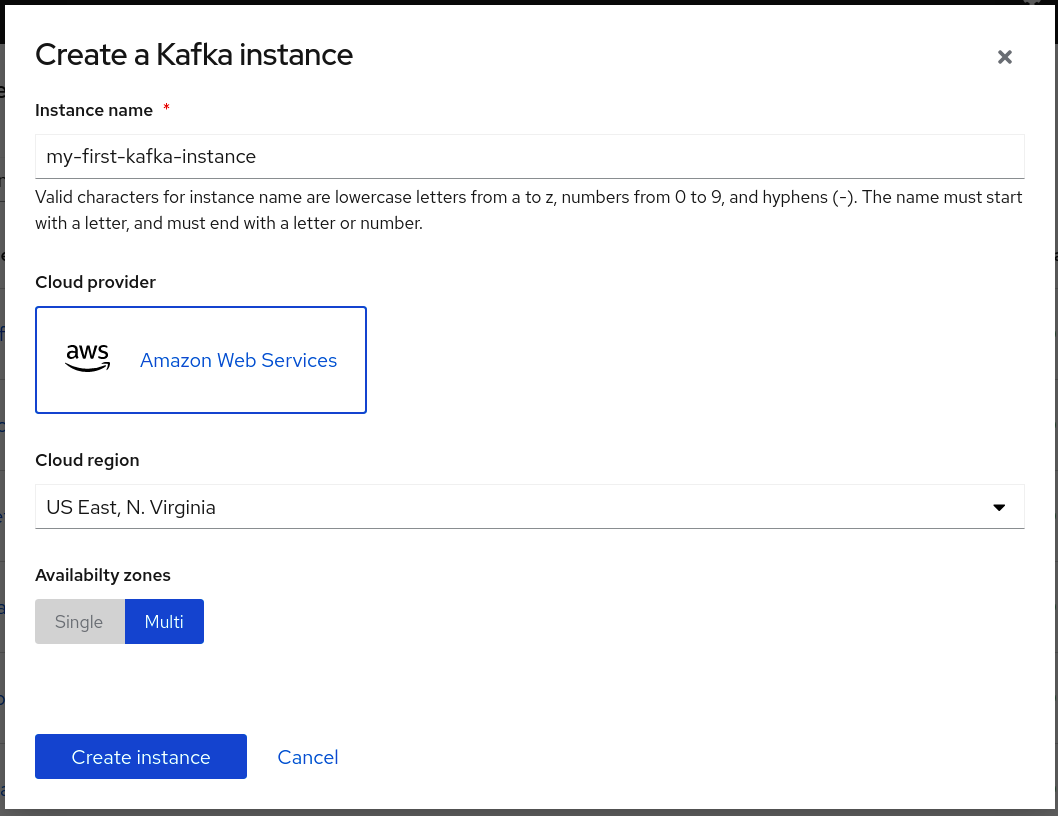 Create a Kafka instance
Instance name *
my-first-kafka-instance
Valid characters for instance name are lowercase letters from a to z, numbers from 0 to 9, and hyphens (-). The name must start
with a letter, and must end with a letter or number.
Cloud provider
aws Amazon Web Services
Cloud region
US East, N. Virginia
Availabilty zones
Single Multi
Create instance Cancel